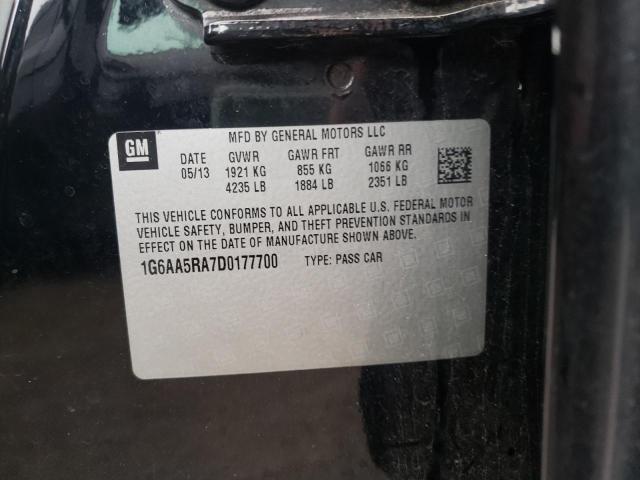 GM
MFD BY GENERAL MOTORS LLC
DATE GVWR GAWR FRT GAWR RR
05/13 1921 KG 855 KG 1066 KG
4235 LB 1884 LB 2351 LB
THIS VEHICLE CONFORMS TO ALL APPLICABLE U.S. FEDERAL MOTOR
VEHICLE SAFETY, BUMPER, AND THEFT PREVENTION STANDARDS IN
EFFECT ON THE DATE OF MANUFACTURE SHOWN ABOVE.
1G6AA5RA7D0177700 TYPE: PASS CAR